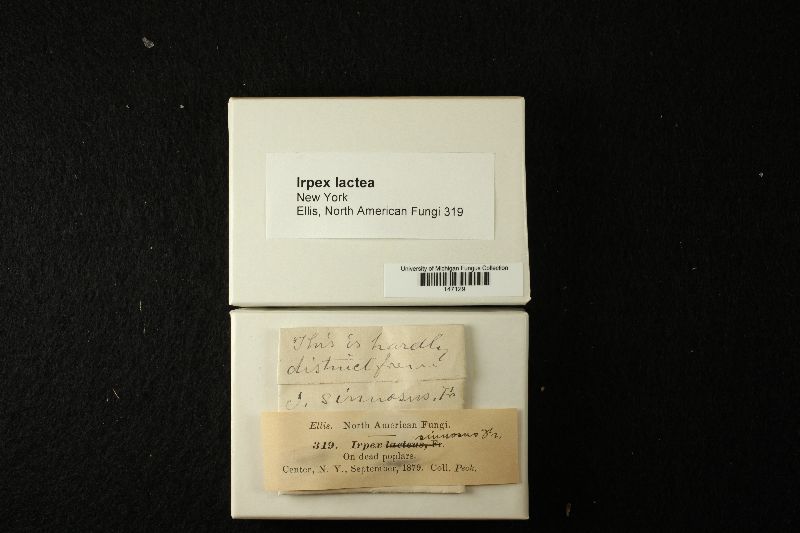 Irpex lactea
New York
Ellis, North American Fungi 319
University of Michigan Fungus Collection
147129
This is hardly
distinct from
I. sinuosus. Fr
Ellis. North American Fungi.
sinuosus Fr.
319. Irpex lacteus, Fr.
On dead poplars.
Center, N. Y., September, 1879. Coll. Peck.